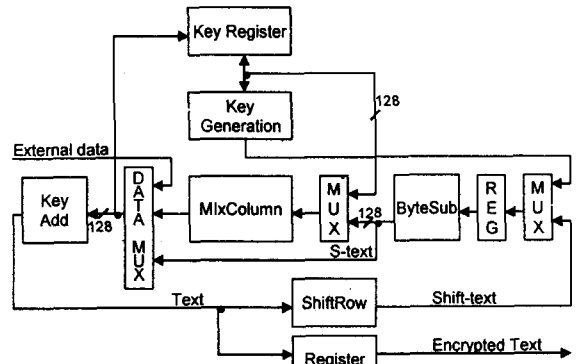 Key Register
Key
Generation
128
External data
Key
Add
128
DATA MUX
MIxColumn
MUX
128
S-text
ByteSub
REG
MUX
Text
ShiftRow
Shift-text
Register
Encrypted Text